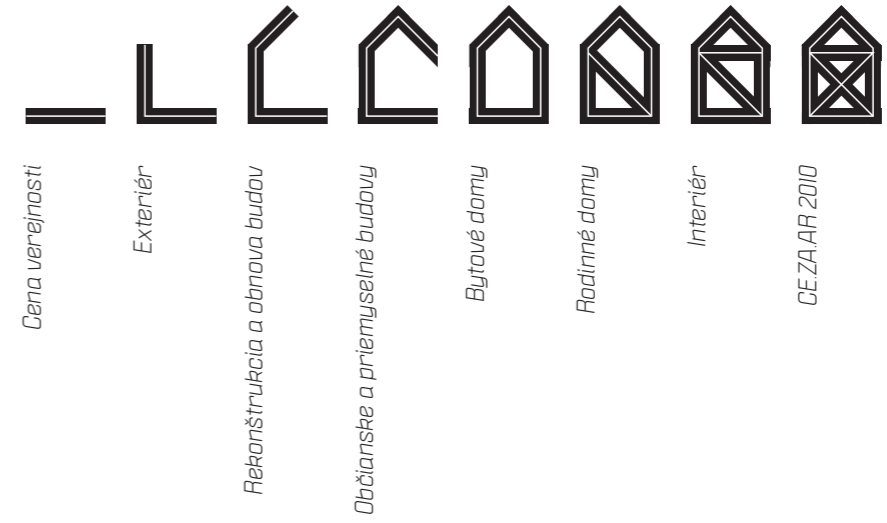 Cena verejnosti
Exteriér
Rekonštrukcia a obnova budov
Občianske a priemyselné budovy
Bytové domy
Rodinné domy
Interiér
CE.ZA.AR 2010